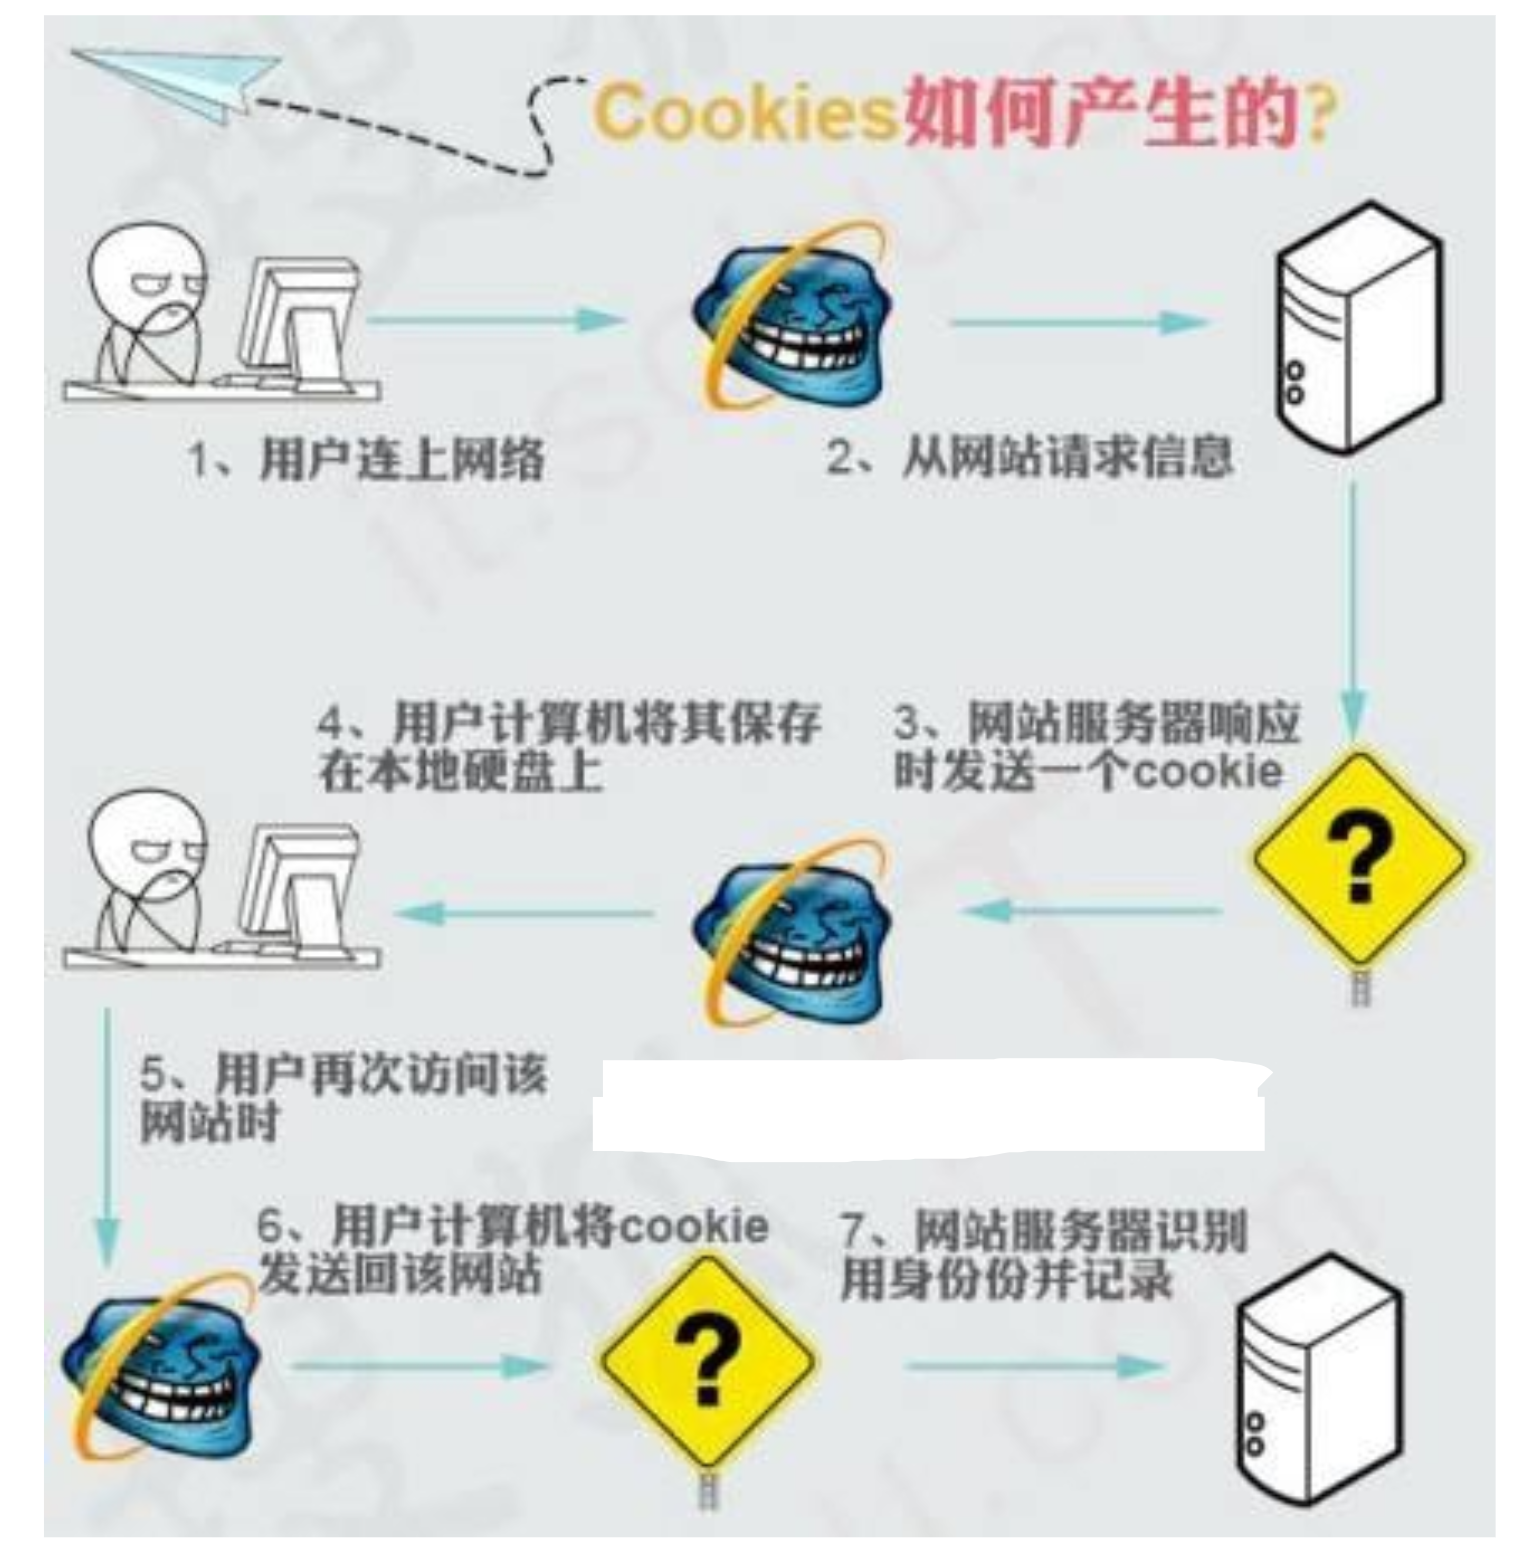 Cookies如何产生的?
1、用户连上网络
2、从网站请求信息
3、网站服务器响应
时发送一个cookie
4、用户计算机将其保存
在本地硬盘上
?
5、用户再次访问该
网站时
6、用户计算机将cookie
发送回该网站
7、网站服务器识别
用身份份并记录
?